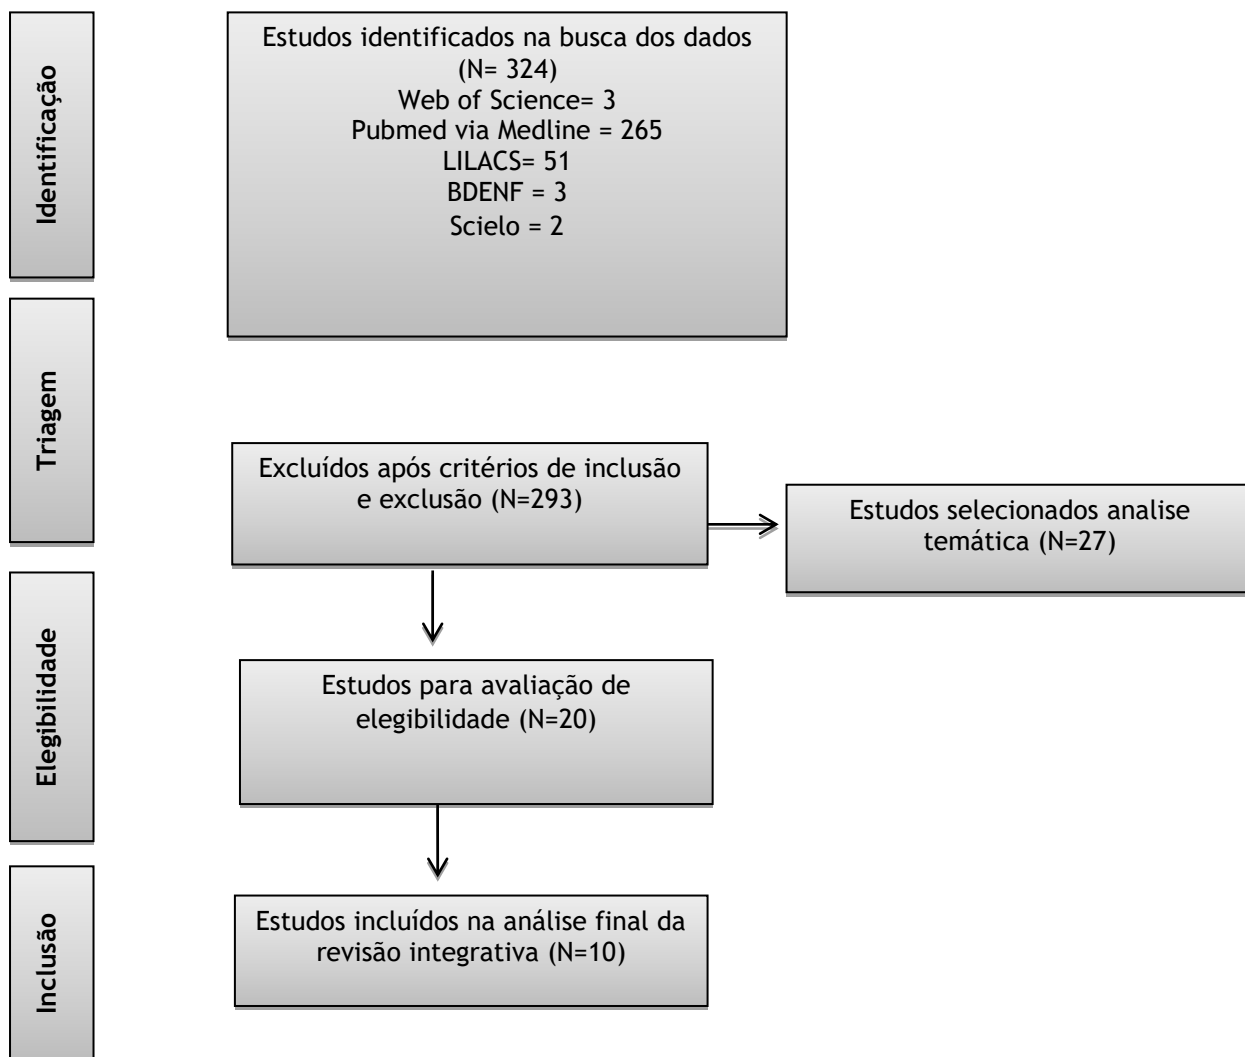 Identificação
Estudos identificados na busca dos dados
(N= 324)
Web of Science= 3
Pubmed via Medline = 265
LILACS= 51
BDENF = 3
Scielo = 2
Triagem
Excluídos após critérios de inclusão
e exclusão (N=293)
Estudos selecionados analise
temática (N=27)
Elegibilidade
Estudos para avaliação de
elegibilidade (N=20)
Inclusão
Estudos incluídos na análise final da
revisão integrativa (N=10)